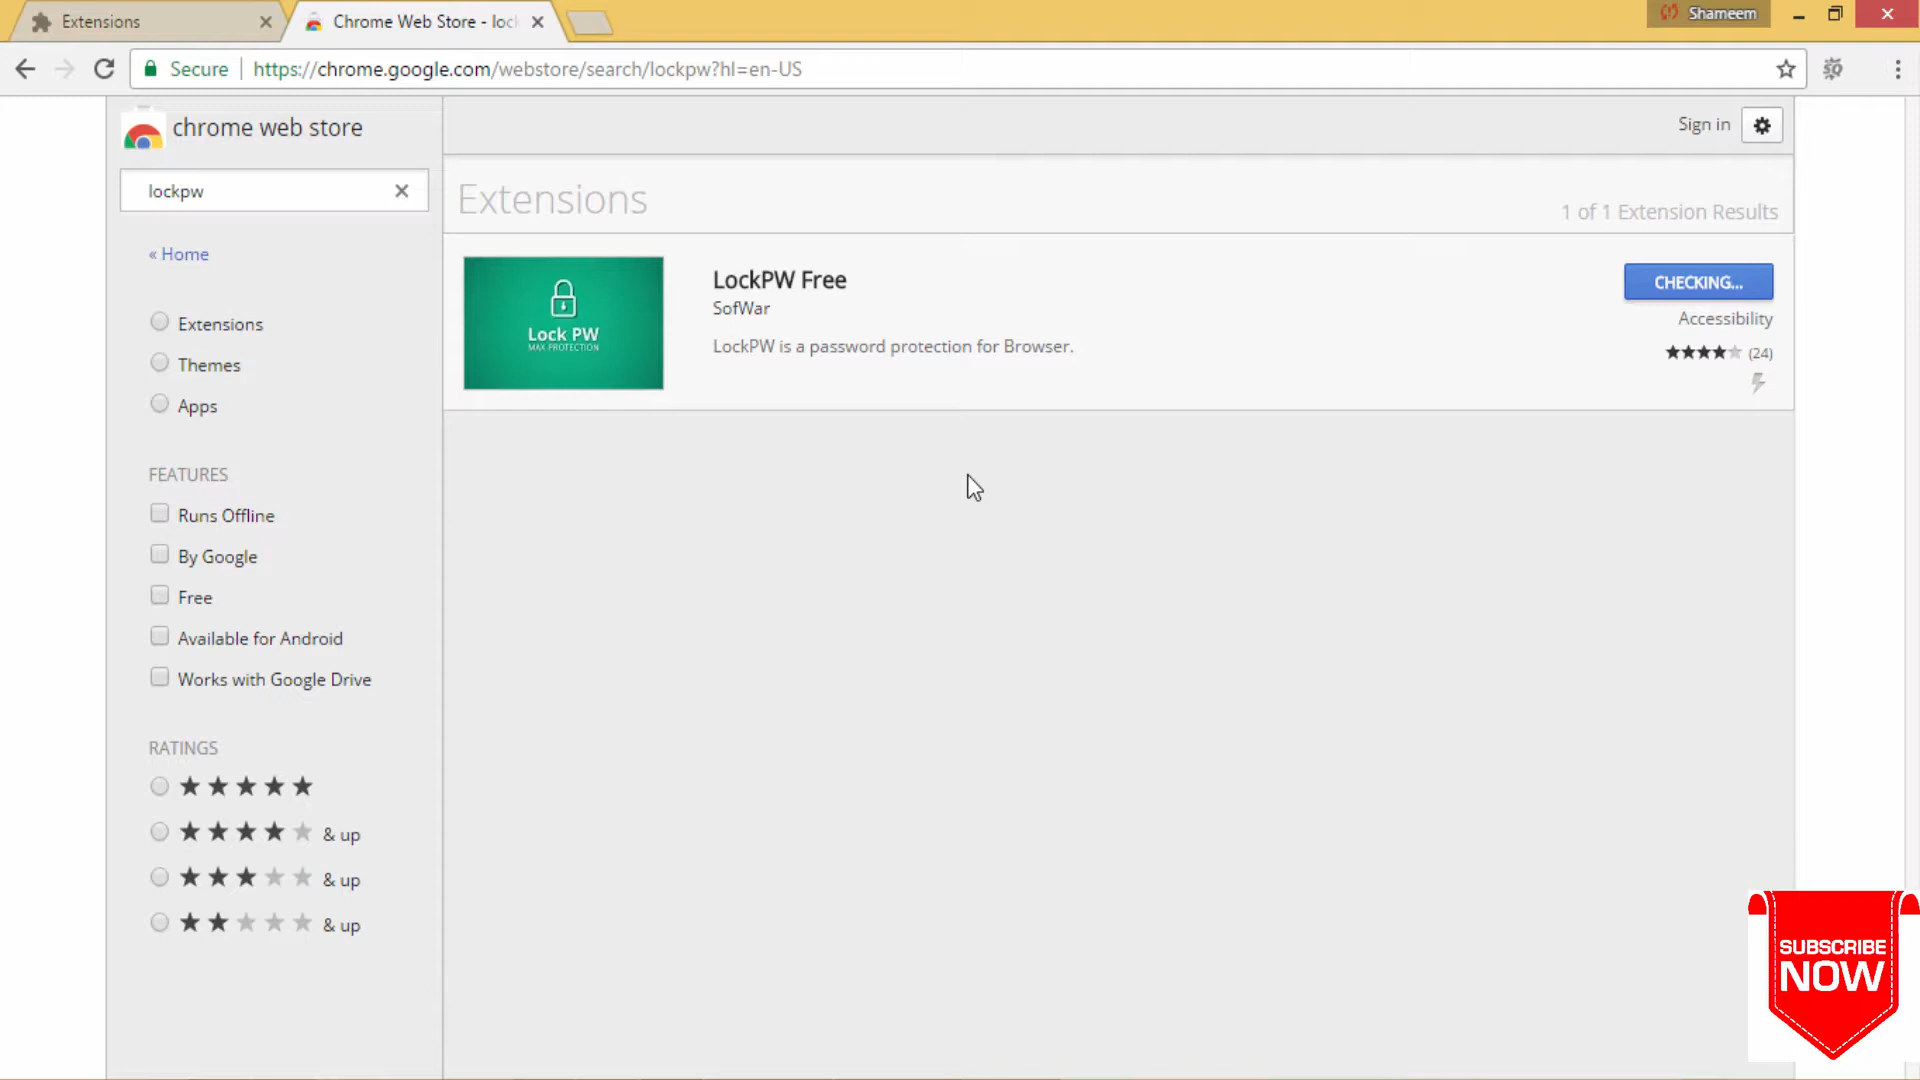 Extensions
Chrome Web Store - loc
Shameem
Secure
https://chrome.google.com/webstore/search/lockpw?hl=en-US
chrome web store
Sign in
lockpw
Extensions
1 of 1 Extension Results
« Home
Extensions
Themes
Apps
FEATURES
Runs Offline
By Google
Free
Available for Android
Works with Google Drive
RATINGS
& up
& up
& up
Lock PW
MAX PROTECTION
LockPW Free
SofWar
LockPW is a password protection for Browser.
CHECKING...
Accessibility
(24)
SUBSCRIBE
NOW